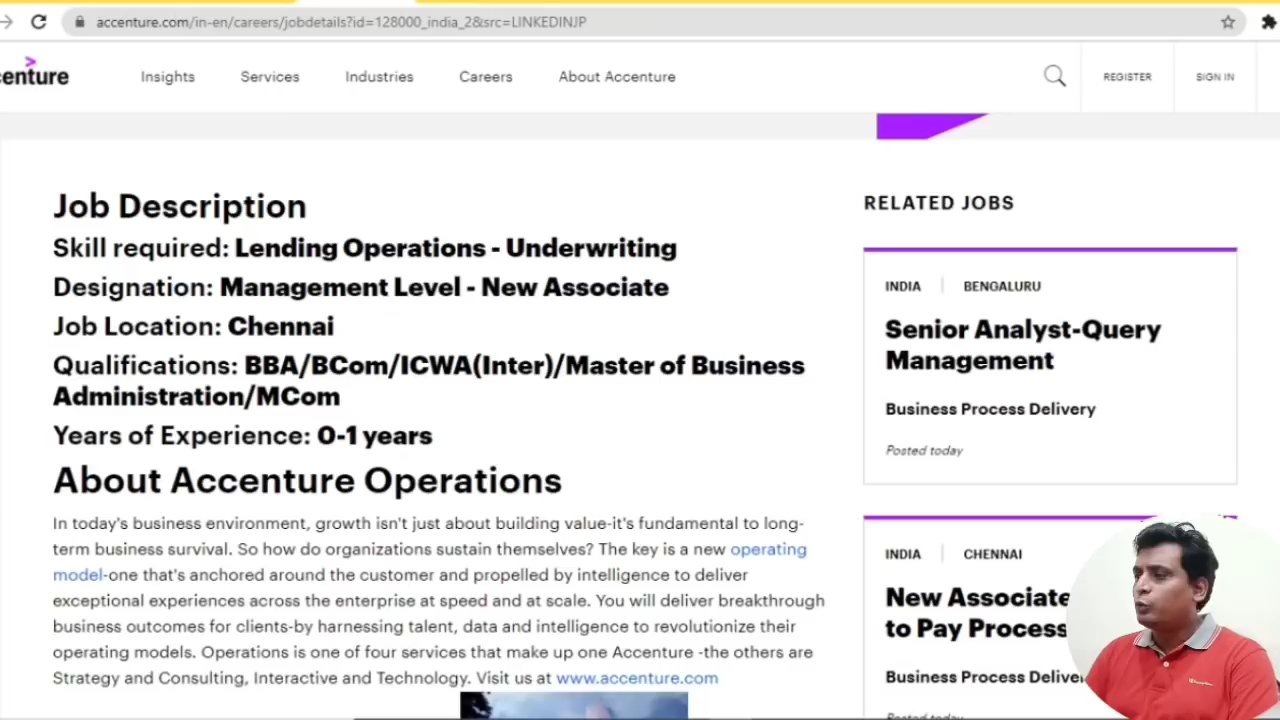 accenture.com/in-en/careers/jobdetails?id=128000_india_2&src=LINKEDINJP
centure
Insights
Services
Industries
Careers
About Accenture
REGISTER
SIGN IN
Job Description
Skill required: Lending Operations - Underwriting
Designation: Management Level - New Associate
Job Location: Chennai
Qualifications: BBA/BCom/ICWA(Inter)/Master of Business
Administration/MCom
Years of Experience: 0-1 years
About Accenture Operations
In today's business environment, growth isn't just about building value-it's fundamental to long-
term business survival. So how do organizations sustain themselves? The key is a new operating
model-one that's anchored around the customer and propelled by intelligence to deliver
exceptional experiences across the enterprise at speed and at scale. You will deliver breakthrough
business outcomes for clients-by harnessing talent, data and intelligence to revolutionize their
operating models. Operations is one of four services that make up one Accenture -the others are
Strategy and Consulting, Interactive and Technology. Visit us at www.accenture.com
RELATED JOBS
INDIA
BENGALURU
Senior Analyst-Query
Management
Business Process Delivery
Posted today
INDIA
CHENNAI
New Associate
to Pay Process
Business Process
Posted today